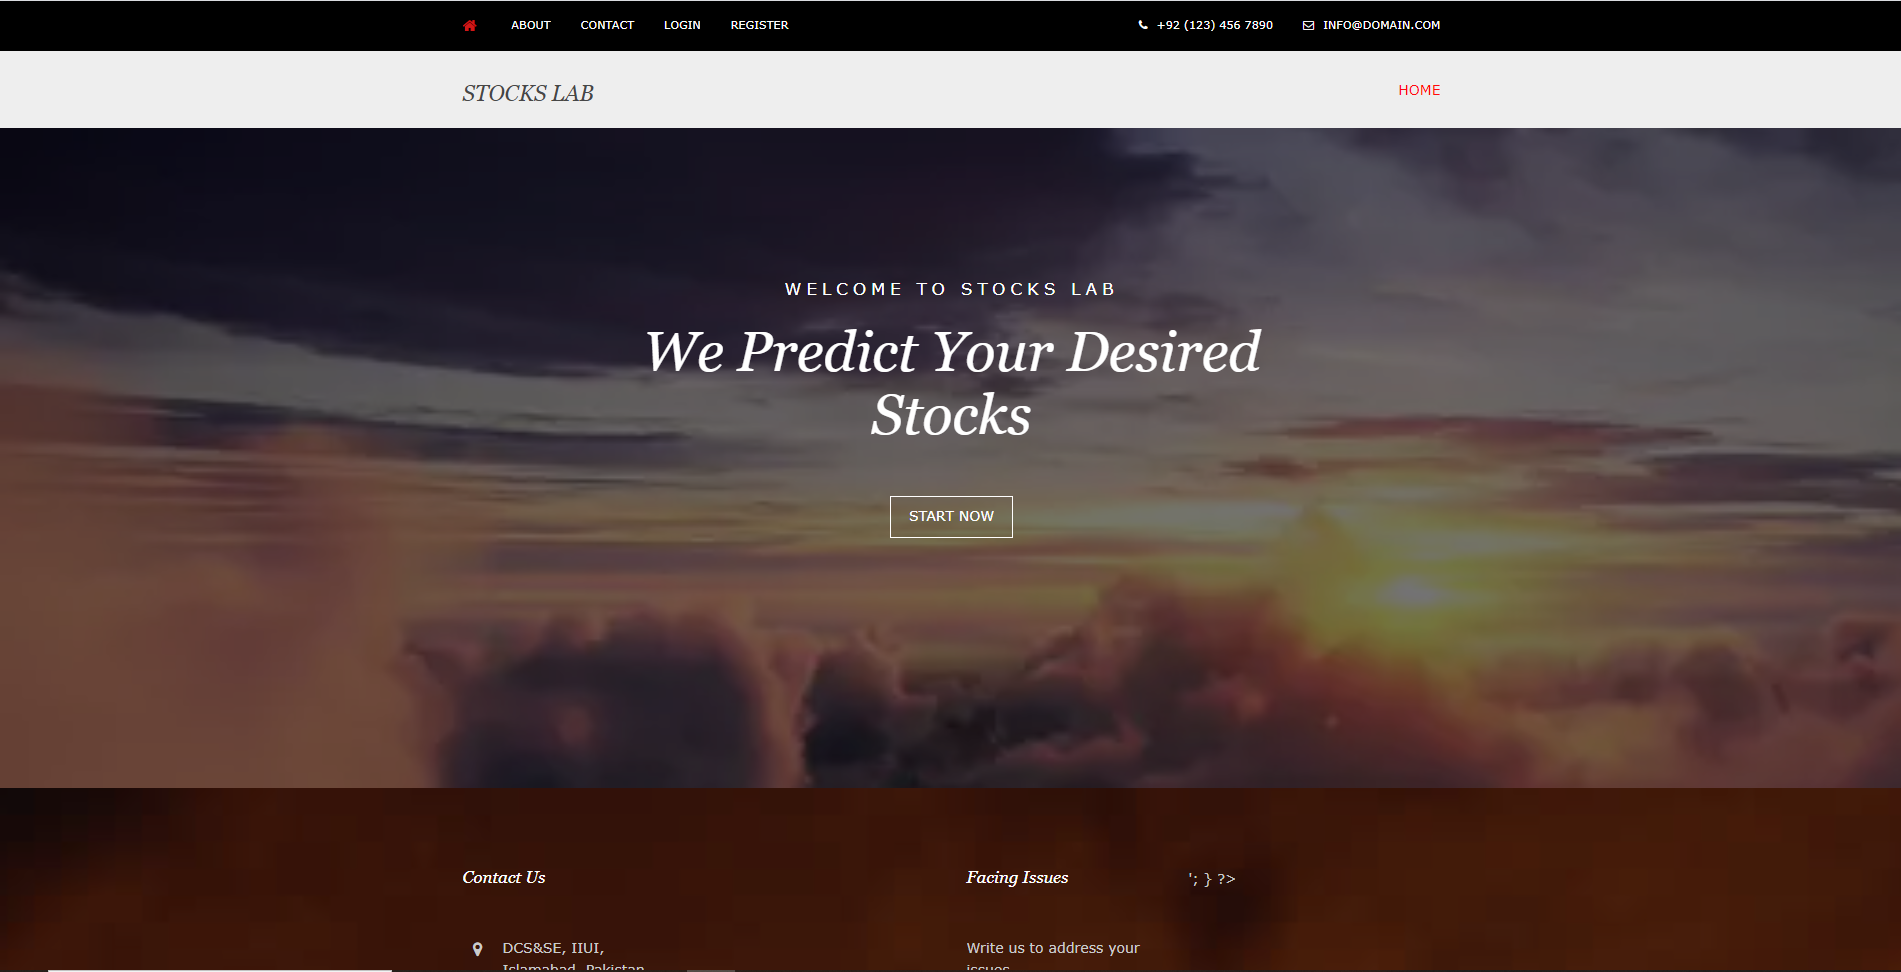 ABOUT CONTACT LOGIN REGISTER +92 (123) 456 7890 INFO@DOMAIN.COM
STOCKS LAB HOME
WELCOME TO STOCKS LAB
We Predict Your Desired
Stocks
START NOW
Contact Us
DCS&SE, IIUI,
Islamabad, Pakistan
Facing Issues
Write us to address your
issues
'; } ?>